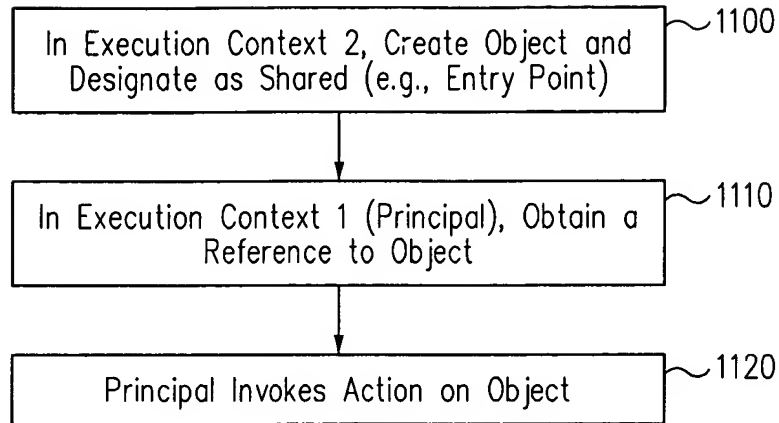 In Execution Context 2, Create Object and
Designate as Shared (e.g., Entry Point)
1100
In Execution Context 1 (Principal), Obtain a
Reference to Object
1110
Principal Invokes Action on Object
1120